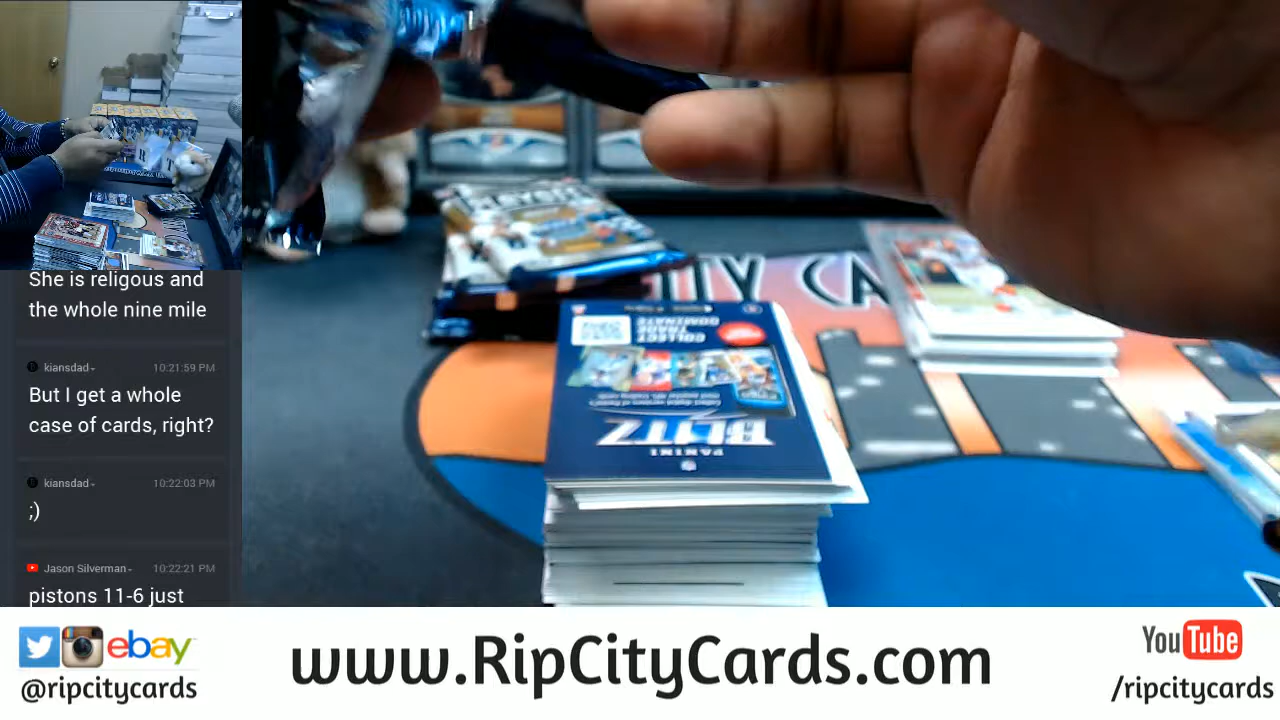 She is religous and
the whole nine mile
kiansdad
10:21:59 PM
But I get a whole
case of cards, right?
kiansdad
10:22:03 PM
;)
Jason Silverman
10:22:21 PM
pistons 11-6 just
ITY CA
COLLECT
TRADE
DOMINATE
BLITZ
PANINI
ebay
@ripcitycards
www.RipCityCards.com
YouTube
/ripcitycards